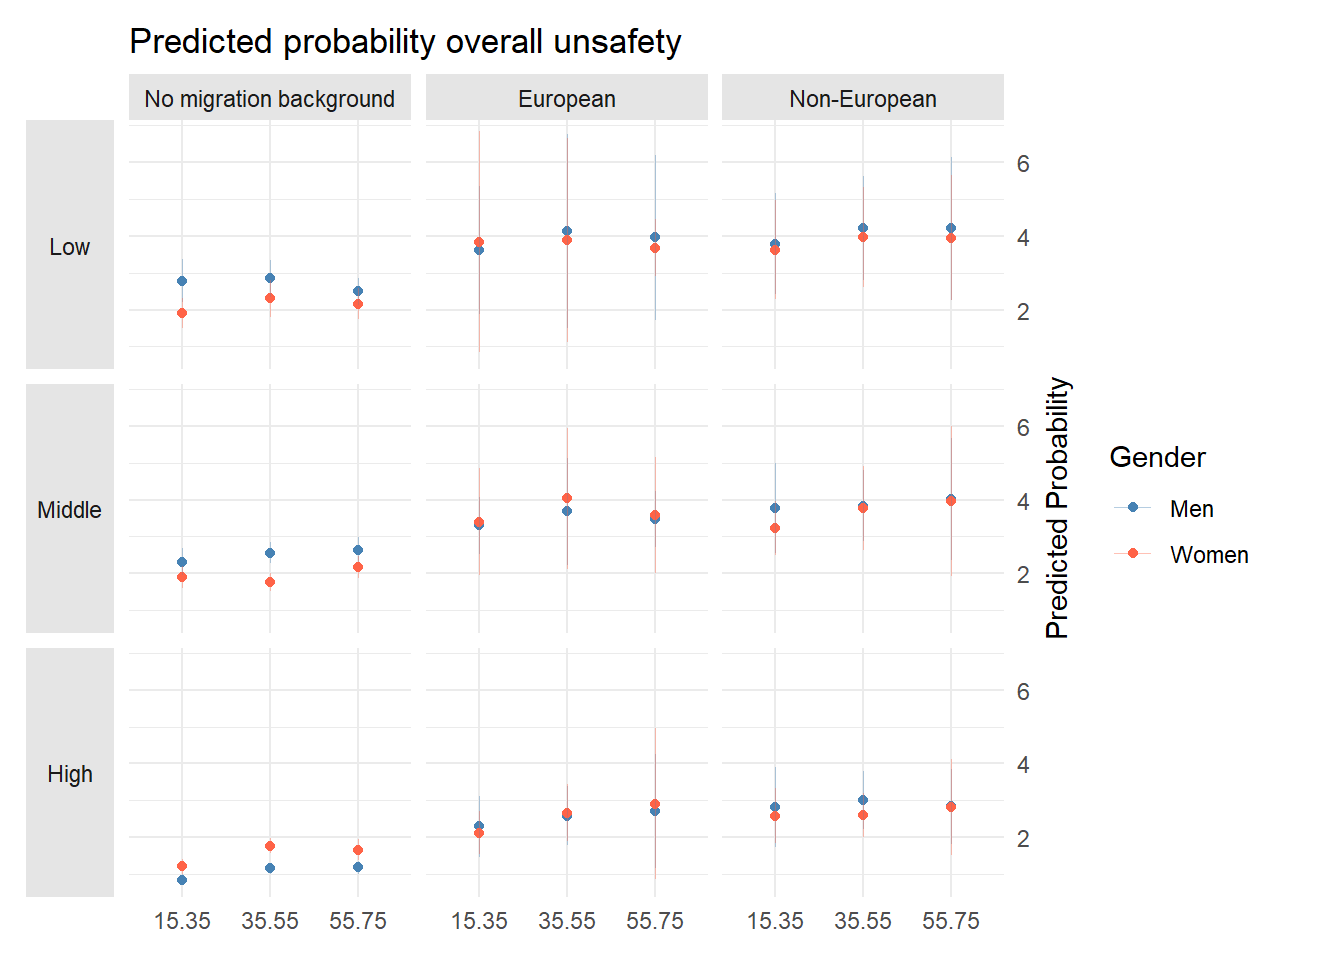 Predicted probability overall unsafety
No migration background
European
Non-European
Low
6
4
2
Middle
6
4
2
Predicted Probability
Gender
Men
Women
High
6
4
2
15.35 35.55 55.75
15.35 35.55 55.75
15.35 35.55 55.75